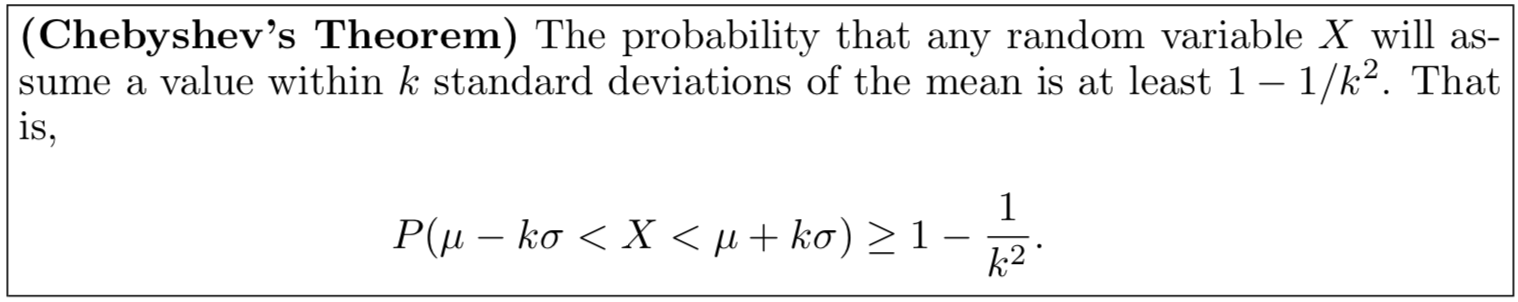 (Chebyshev's Theorem) The probability that any random variable X will as-
sume a value within k standard deviations of the mean is at least 1 − 1/k². That
is,
P(μ − kσ < X < μ + kσ) ≥ 1 − 1/k².